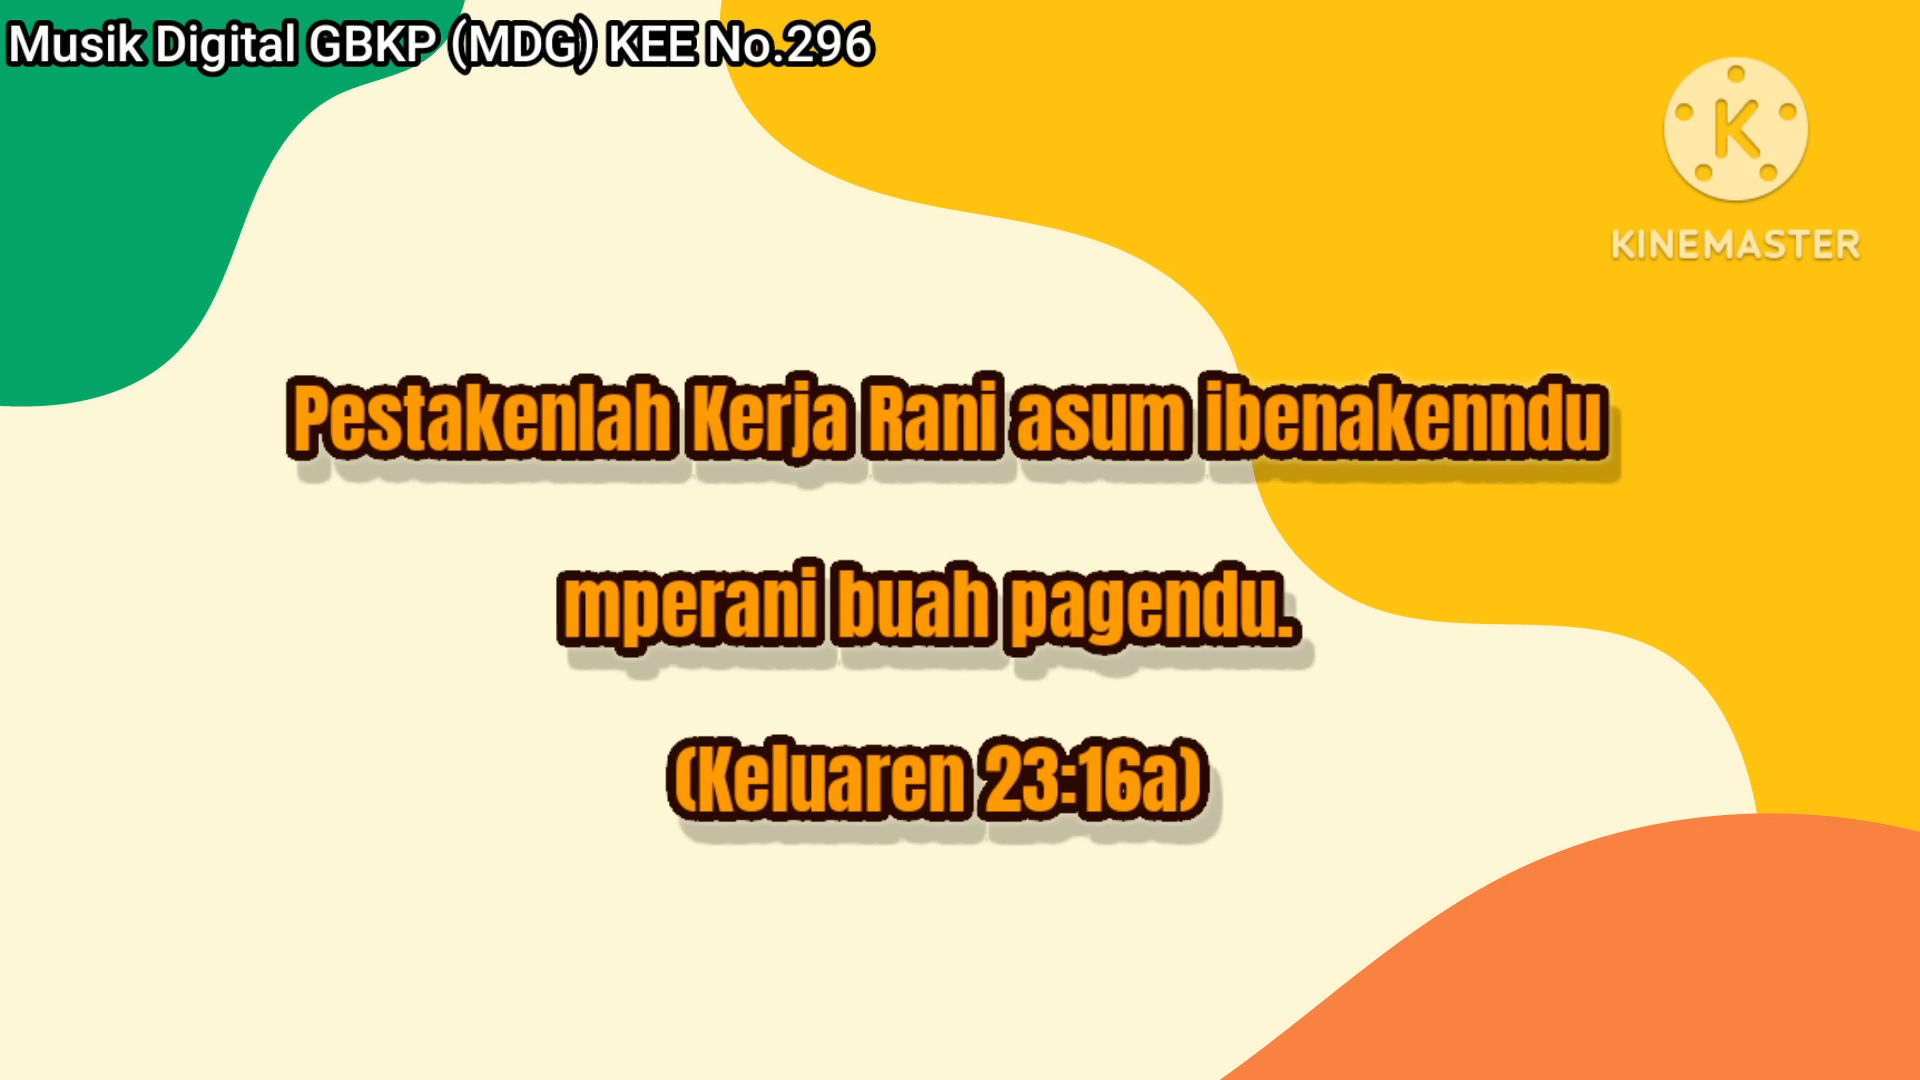 Musik Digital GBKP (MDG) KEE No.296
KINEMASTER
Pestakenlah Kerja Rani asum ibenakenndu
mperani buah pagendu.
(Keluaren 23:16a)